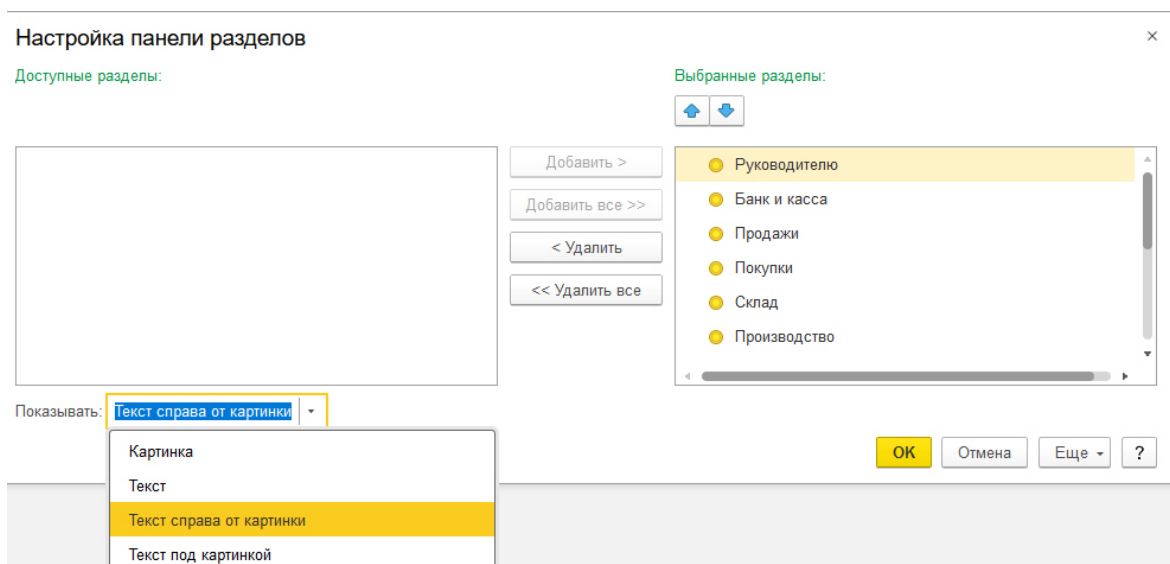 Настройка панели разделов
Доступные разделы:
Выбранные разделы:
Добавить >
Добавить все >>
< Удалить
<< Удалить все
Руководителю
Банк и касса
Продажи
Покупки
Склад
Производство
Показывать: Текст справа от картинки
Картинка
Текст
Текст справа от картинки
Текст под картинкой
OK Отмена Еще ?